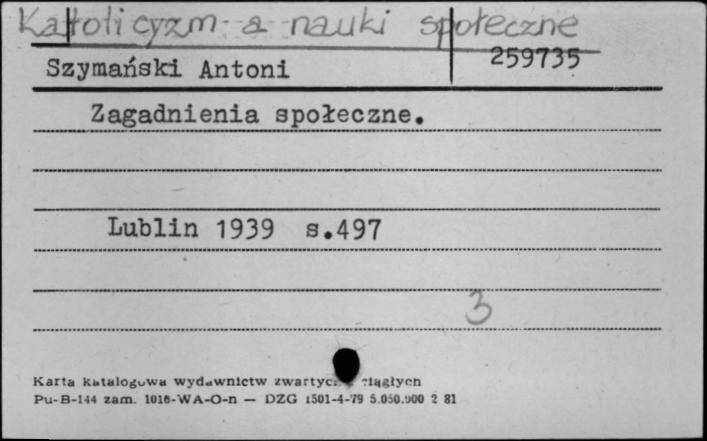 Katolicyzm a nauki społeczne
Szymański Antoni
259735
Zagadnienia społeczne.
Lublin 1939 s.497
3
Karta katalogowa wydawnictw zwartych i ciągłych
Pu-B-144 zam. 1016-WA-O-n — DZG 1501-4-79 5.050.000 2 81